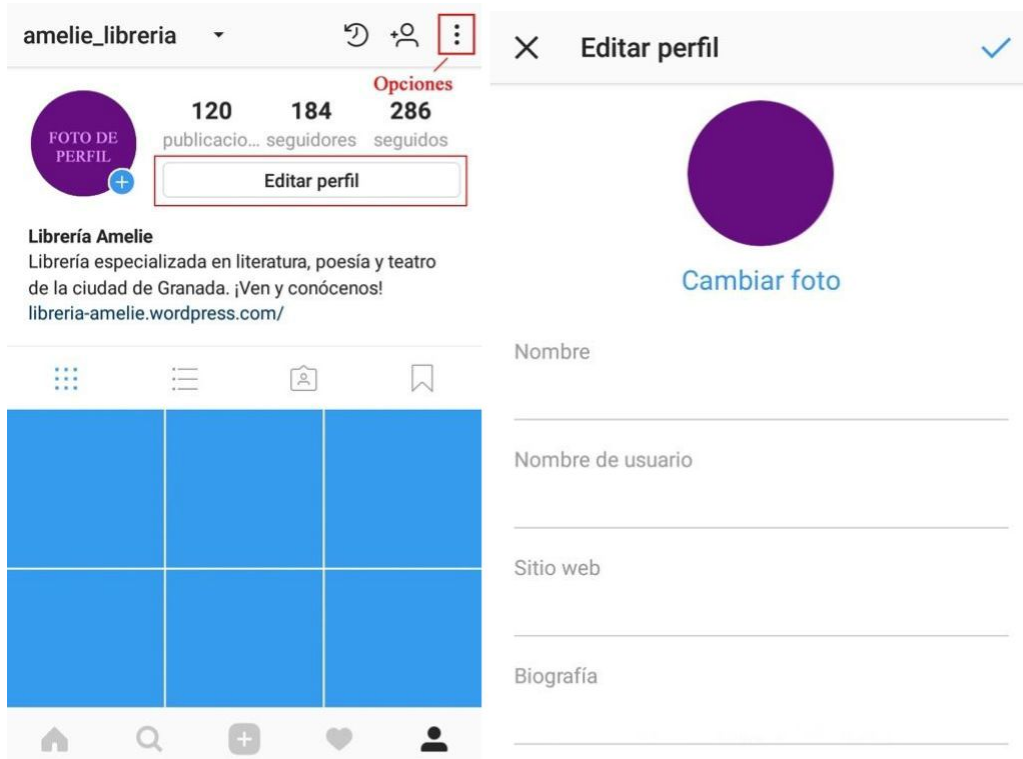 amelie_libreria
Opciones
120 184 286
publicacio... seguidores seguidos
FOTO DE
PERFIL
Editar perfil
Librería Amelie
Librería especializada en literatura, poesía y teatro
de la ciudad de Granada. ¡Ven y conócenos!
libreria-amelie.wordpress.com/
Editar perfil
Cambiar foto
Nombre
Nombre de usuario
Sitio web
Biografía